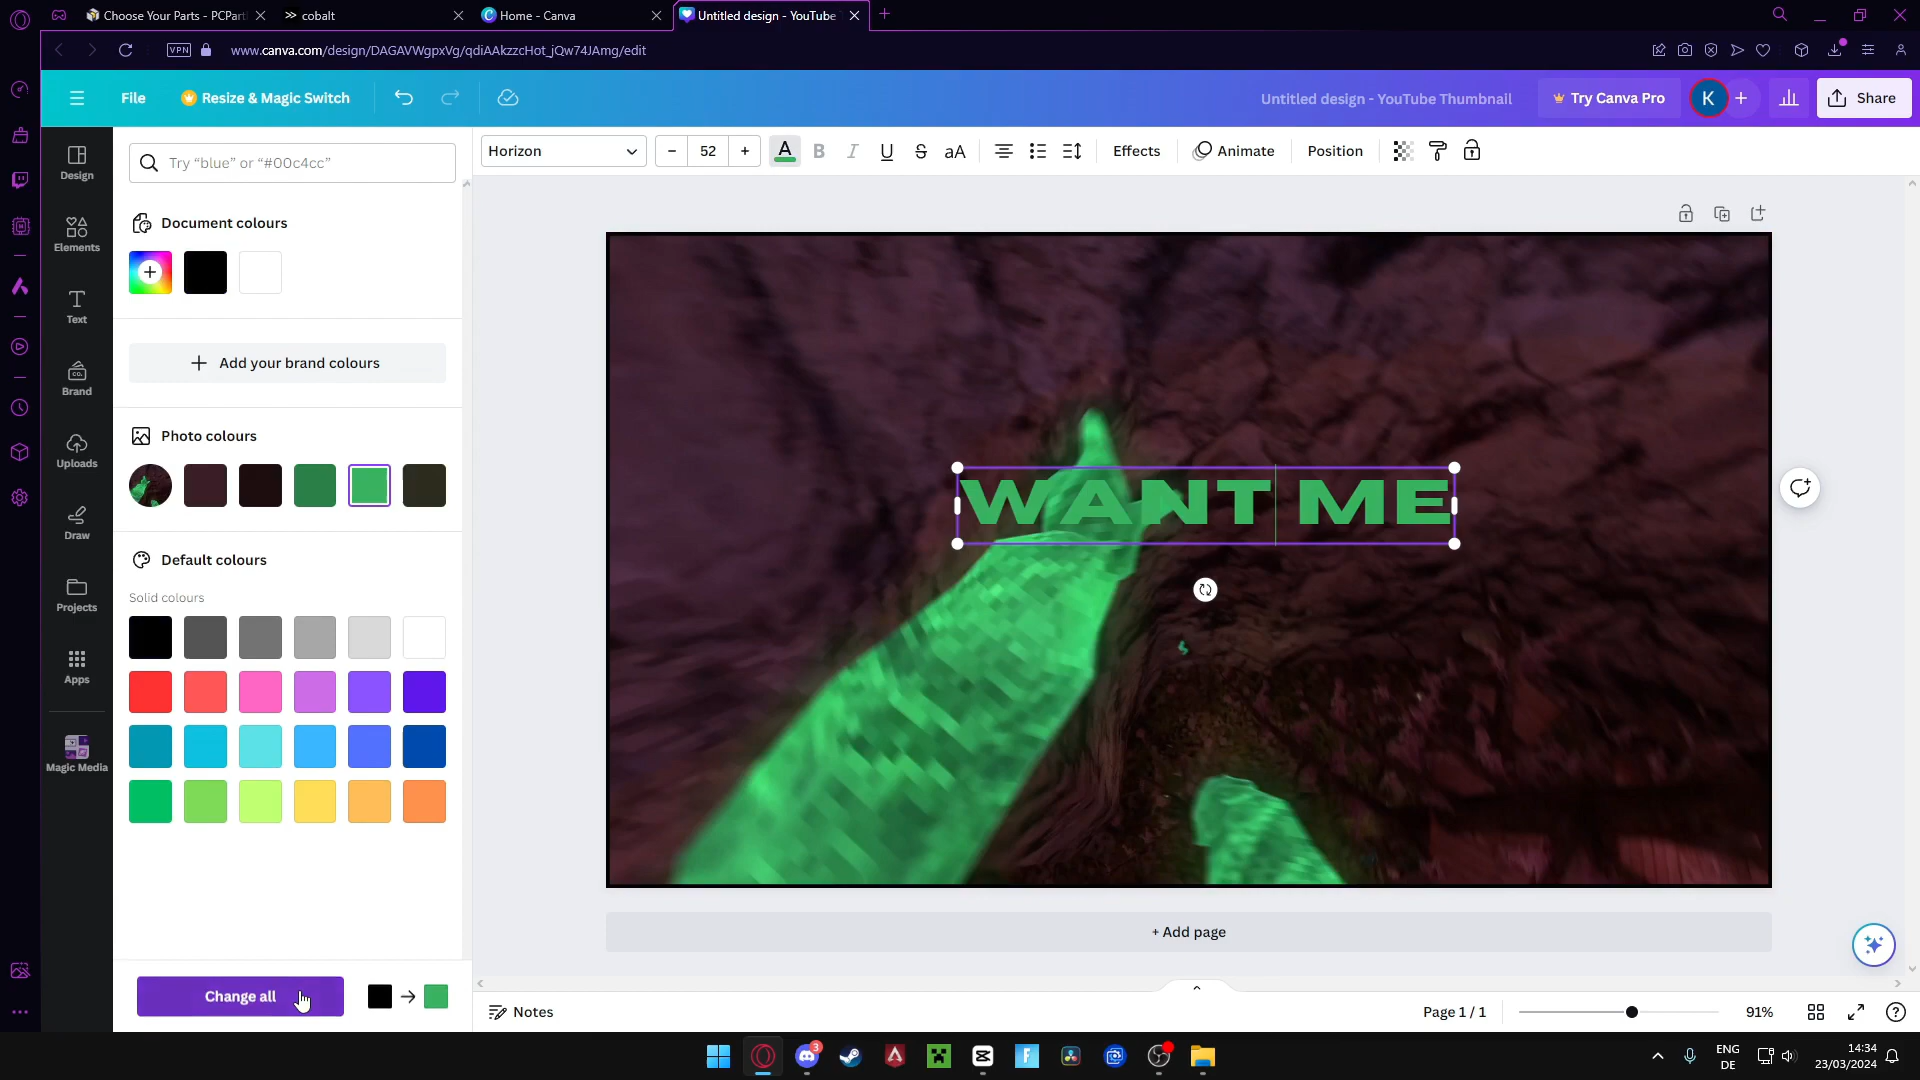 Choose Your Parts - PCPart
cobalt
Home - Canva
Untitled design - YouTube
VPN
www.canva.com/design/DAGAVWgpxVg/qdiAAkzzcHot_jQw74JAmg/edit
File
Resize & Magic Switch
Untitled design - YouTube Thumbnail
Try Canva Pro
K
Share
Design
Elements
Text
Brand
Uploads
Draw
Projects
Apps
Magic Media
Try “blue” or “#00c4cc”
Document colours
Add your brand colours
Photo colours
Default colours
Solid colours
Change all
Horizon
- 52 +
A B I U S aA
Effects
Animate
Position
WANT ME
+ Add page
Notes
Page 1 / 1
91%
3
ENG
DE
14:34
23/03/2024